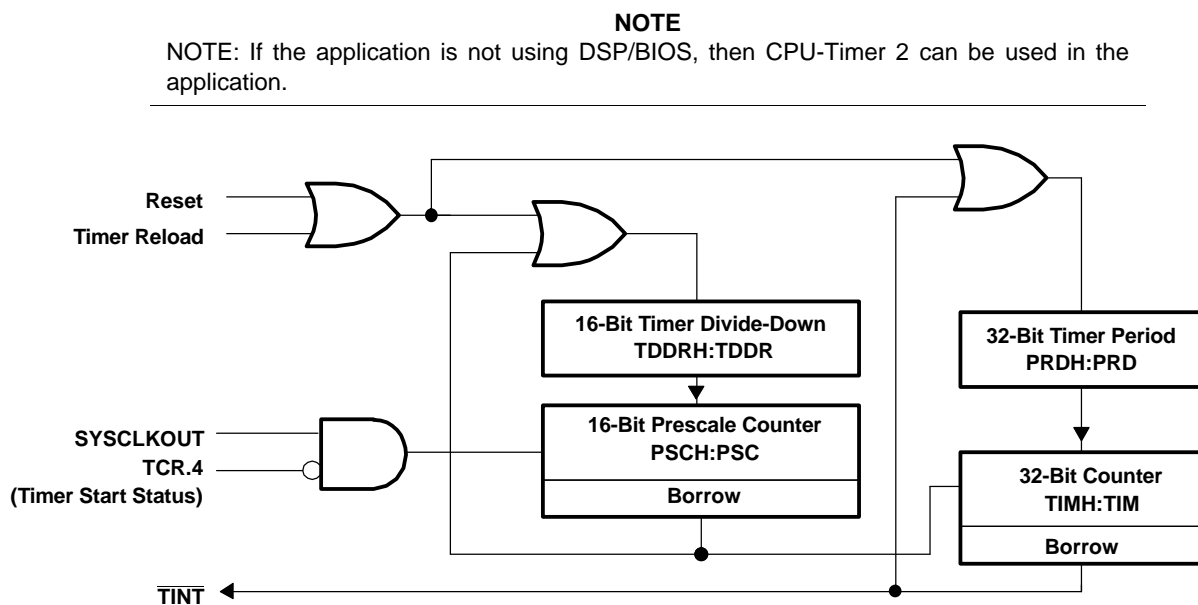 NOTE
NOTE: If the application is not using DSP/BIOS, then CPU-Timer 2 can be used in the
application.
Reset
Timer Reload
16-Bit Timer Divide-Down
TDDRH:TDDR
32-Bit Timer Period
PRDH:PRD
16-Bit Prescale Counter
PSCH:PSC
Borrow
SYSCLKOUT
TCR.4
(Timer Start Status)
32-Bit Counter
TIMH:TIM
Borrow
TINT